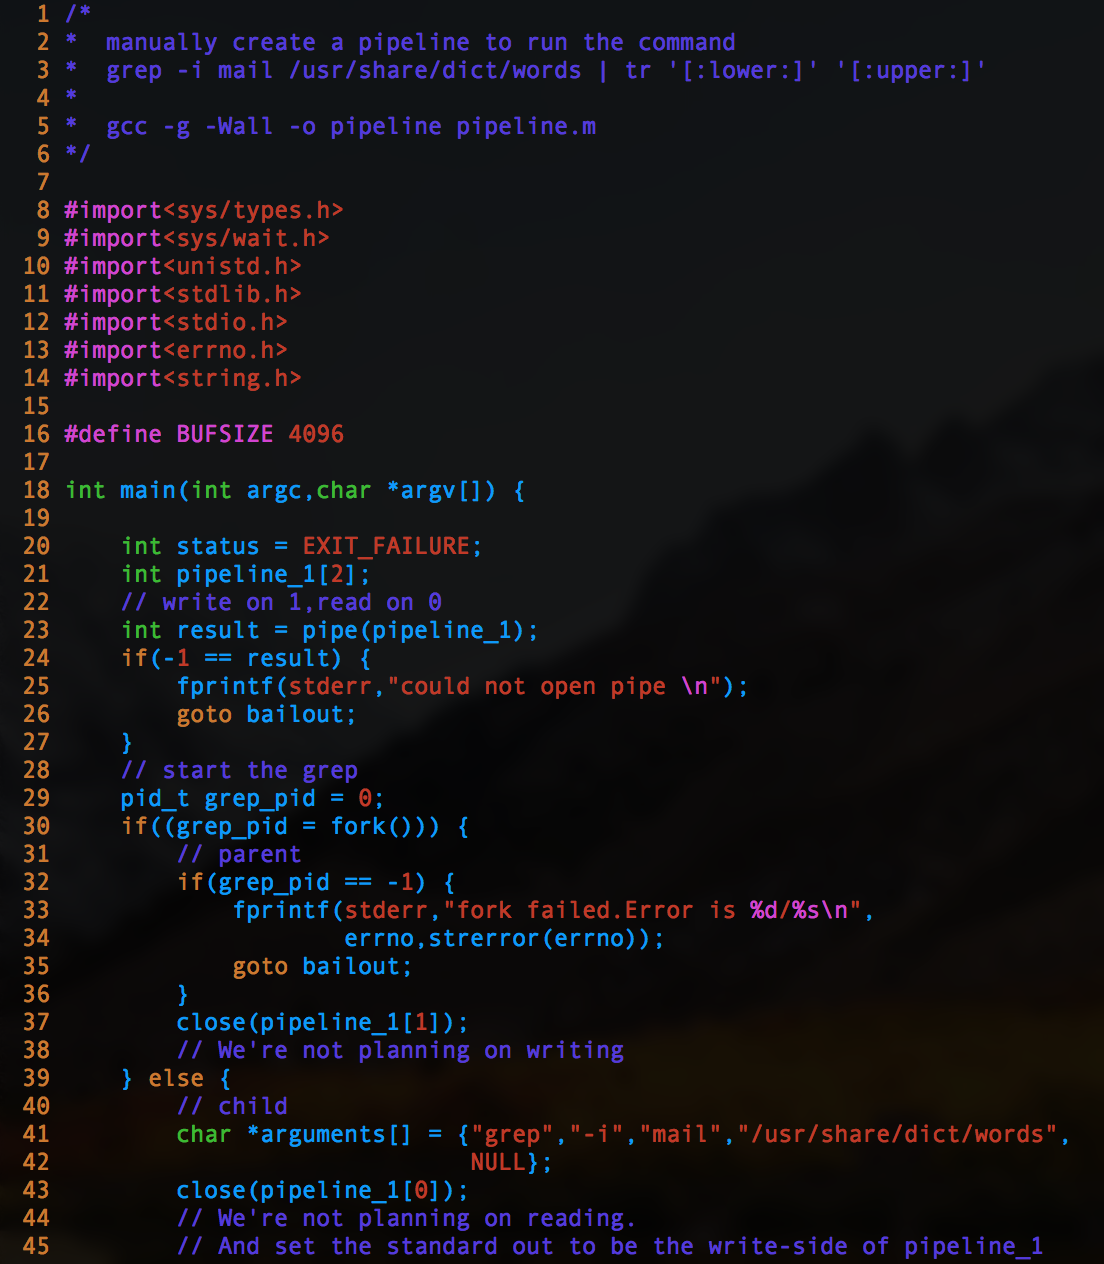 1 /*
2 *  manually create a pipeline to run the command
3 *  grep -i mail /usr/share/dict/words | tr '[:lower:]' '[:upper:]'
4 *
5 *  gcc -g -Wall -o pipeline pipeline.m
6 */
7
8 #import<sys/types.h>
9 #import<sys/wait.h>
10 #import<unistd.h>
11 #import<stdlib.h>
12 #import<stdio.h>
13 #import<errno.h>
14 #import<string.h>
15
16 #define BUFSIZE 4096
17
18 int main(int argc,char *argv[]) {
19
20     int status = EXIT_FAILURE;
21     int pipeline_1[2];
22     // write on 1,read on 0
23     int result = pipe(pipeline_1);
24     if(-1 == result) {
25         fprintf(stderr,"could not open pipe \n");
26         goto bailout;
27     }
28     // start the grep
29     pid_t grep_pid = 0;
30     if((grep_pid = fork())) {
31         // parent
32         if(grep_pid == -1) {
33             fprintf(stderr,"fork failed.Error is %d/%s\n",
34                     errno,strerror(errno));
35             goto bailout;
36         }
37         close(pipeline_1[1]);
38         // We're not planning on writing
39     } else {
40         // child
41         char *arguments[] = {"grep","-i","mail","/usr/share/dict/words",
42                              NULL};
43         close(pipeline_1[0]);
44         // We're not planning on reading.
45         // And set the standard out to be the write-side of pipeline_1